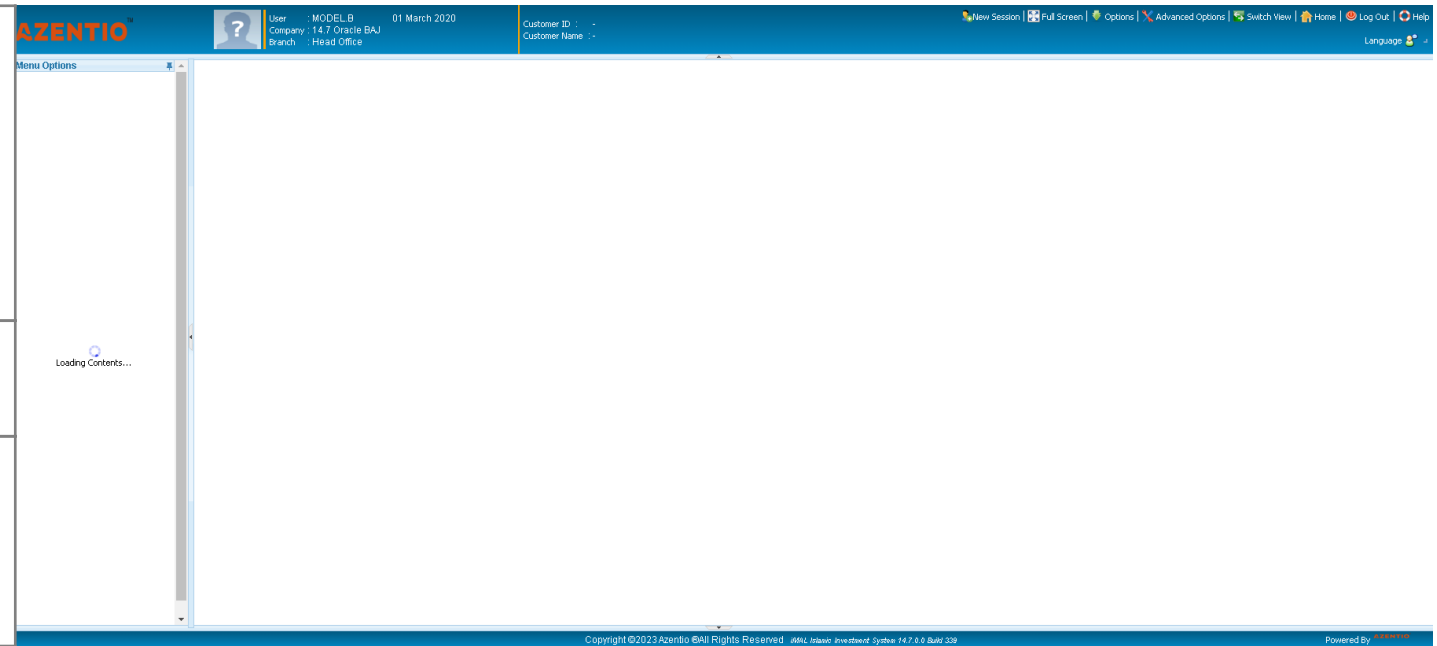 AZENTIO™
User : MODEL.B 01 March 2020
Company : 14.7 Oracle BAJ
Branch : Head Office
Customer ID : -
Customer Name : -
New Session | Full Screen | Options | Advanced Options | Switch View | Home | Log Out | Help
Language
Menu Options
Loading Contents...
Copyright ©2023 Azentio ®All Rights Reserved iMAL Islamic Investment System 14.7.0.0 Build 339
Powered By AZENTIO